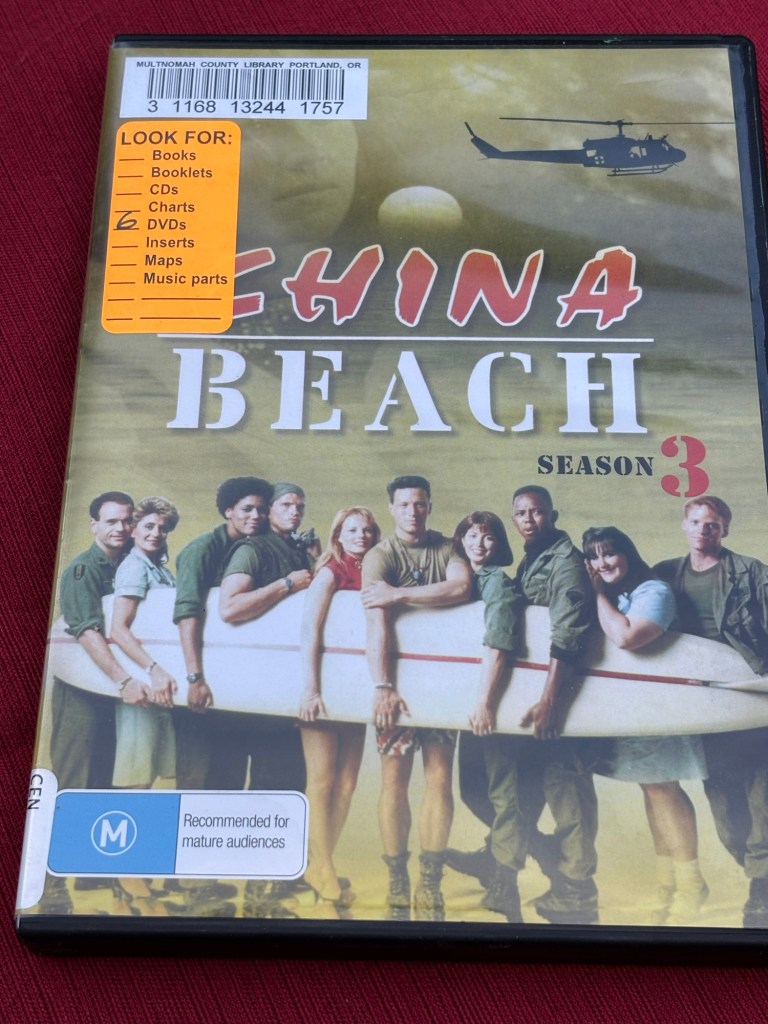 MULTNOMAH COUNTY LIBRARY PORTLAND, OR
3 1168 13244 1757
LOOK FOR:
Books
Booklets
CDs
Charts
6 DVDs
Inserts
Maps
Music parts
CHINA
BEACH
SEASON 3
CEN
M
Recommended for
mature audiences